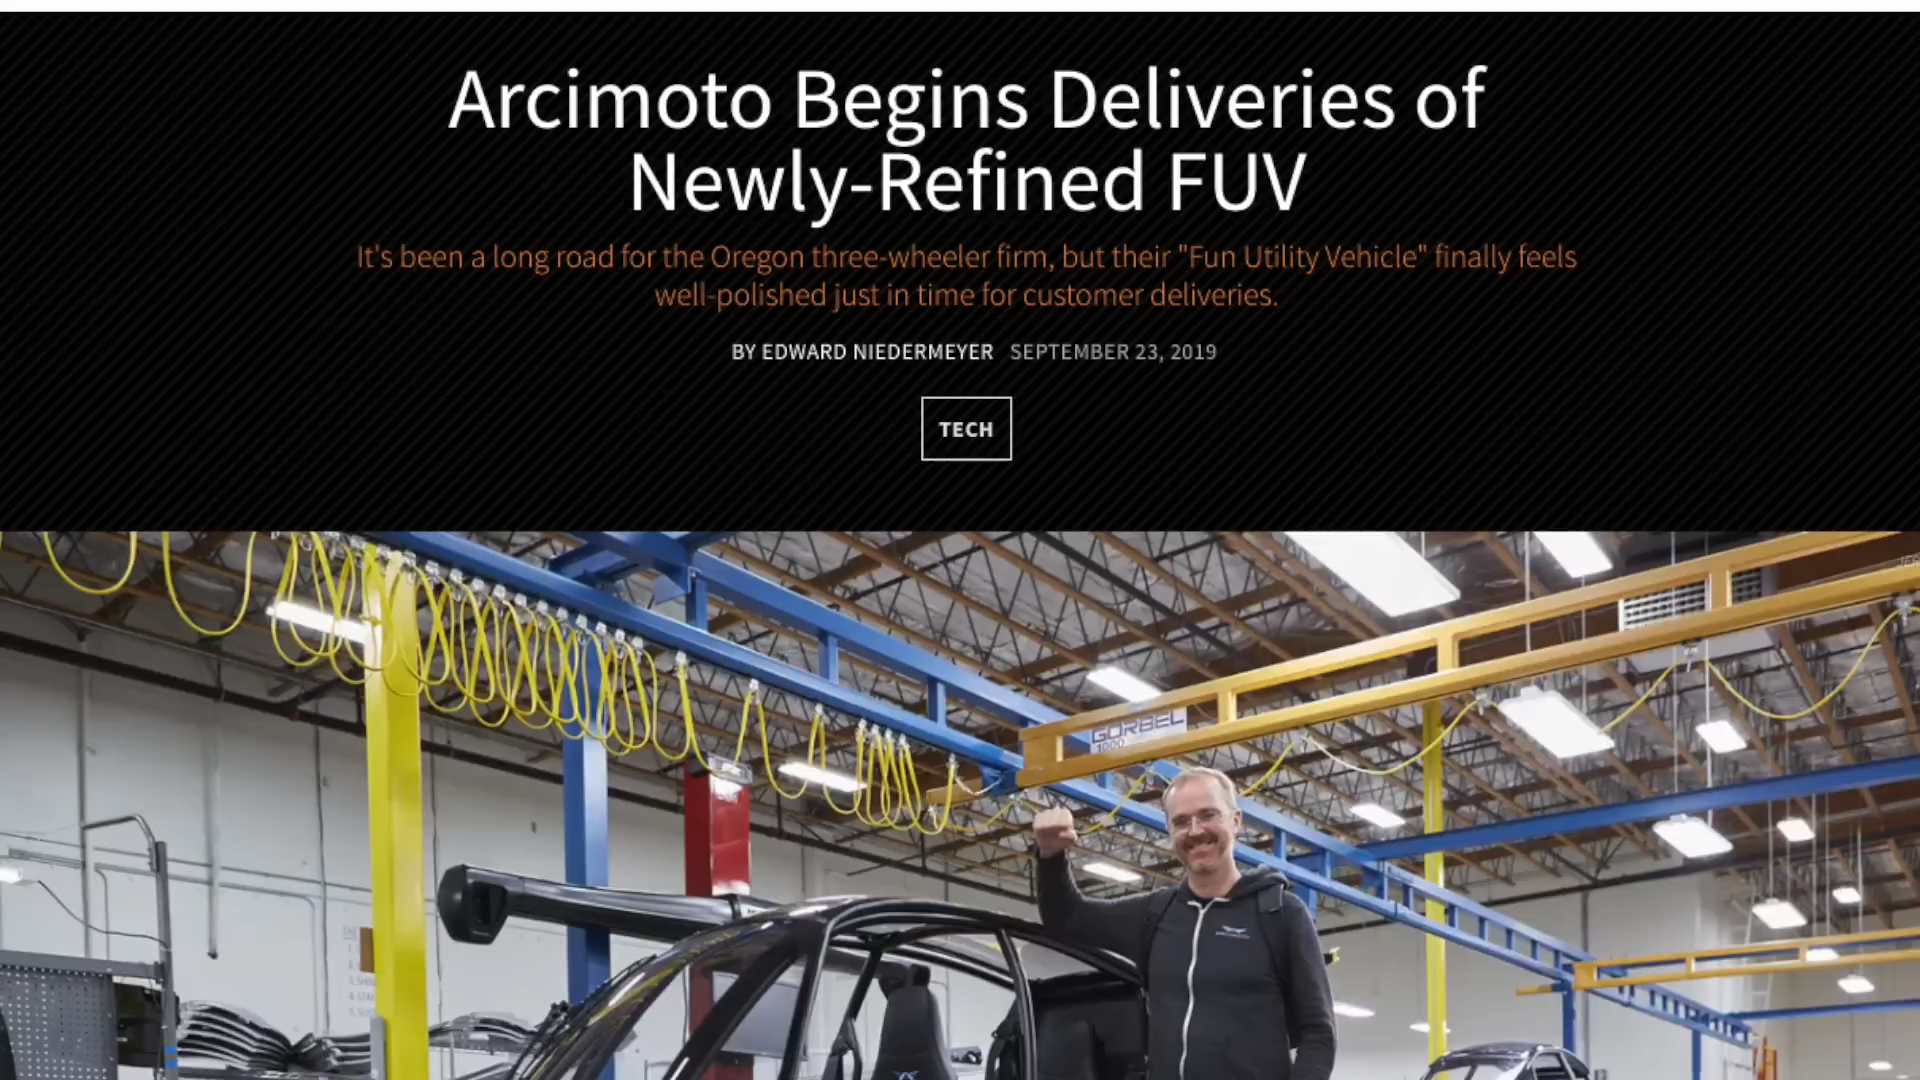 Arcimoto Begins Deliveries of
Newly-Refined FUV
It's been a long road for the Oregon three-wheeler firm, but their "Fun Utility Vehicle" finally feels
well-polished just in time for customer deliveries.
BY EDWARD NIEDERMEYER SEPTEMBER 23, 2019
TECH
GORBEL
1000